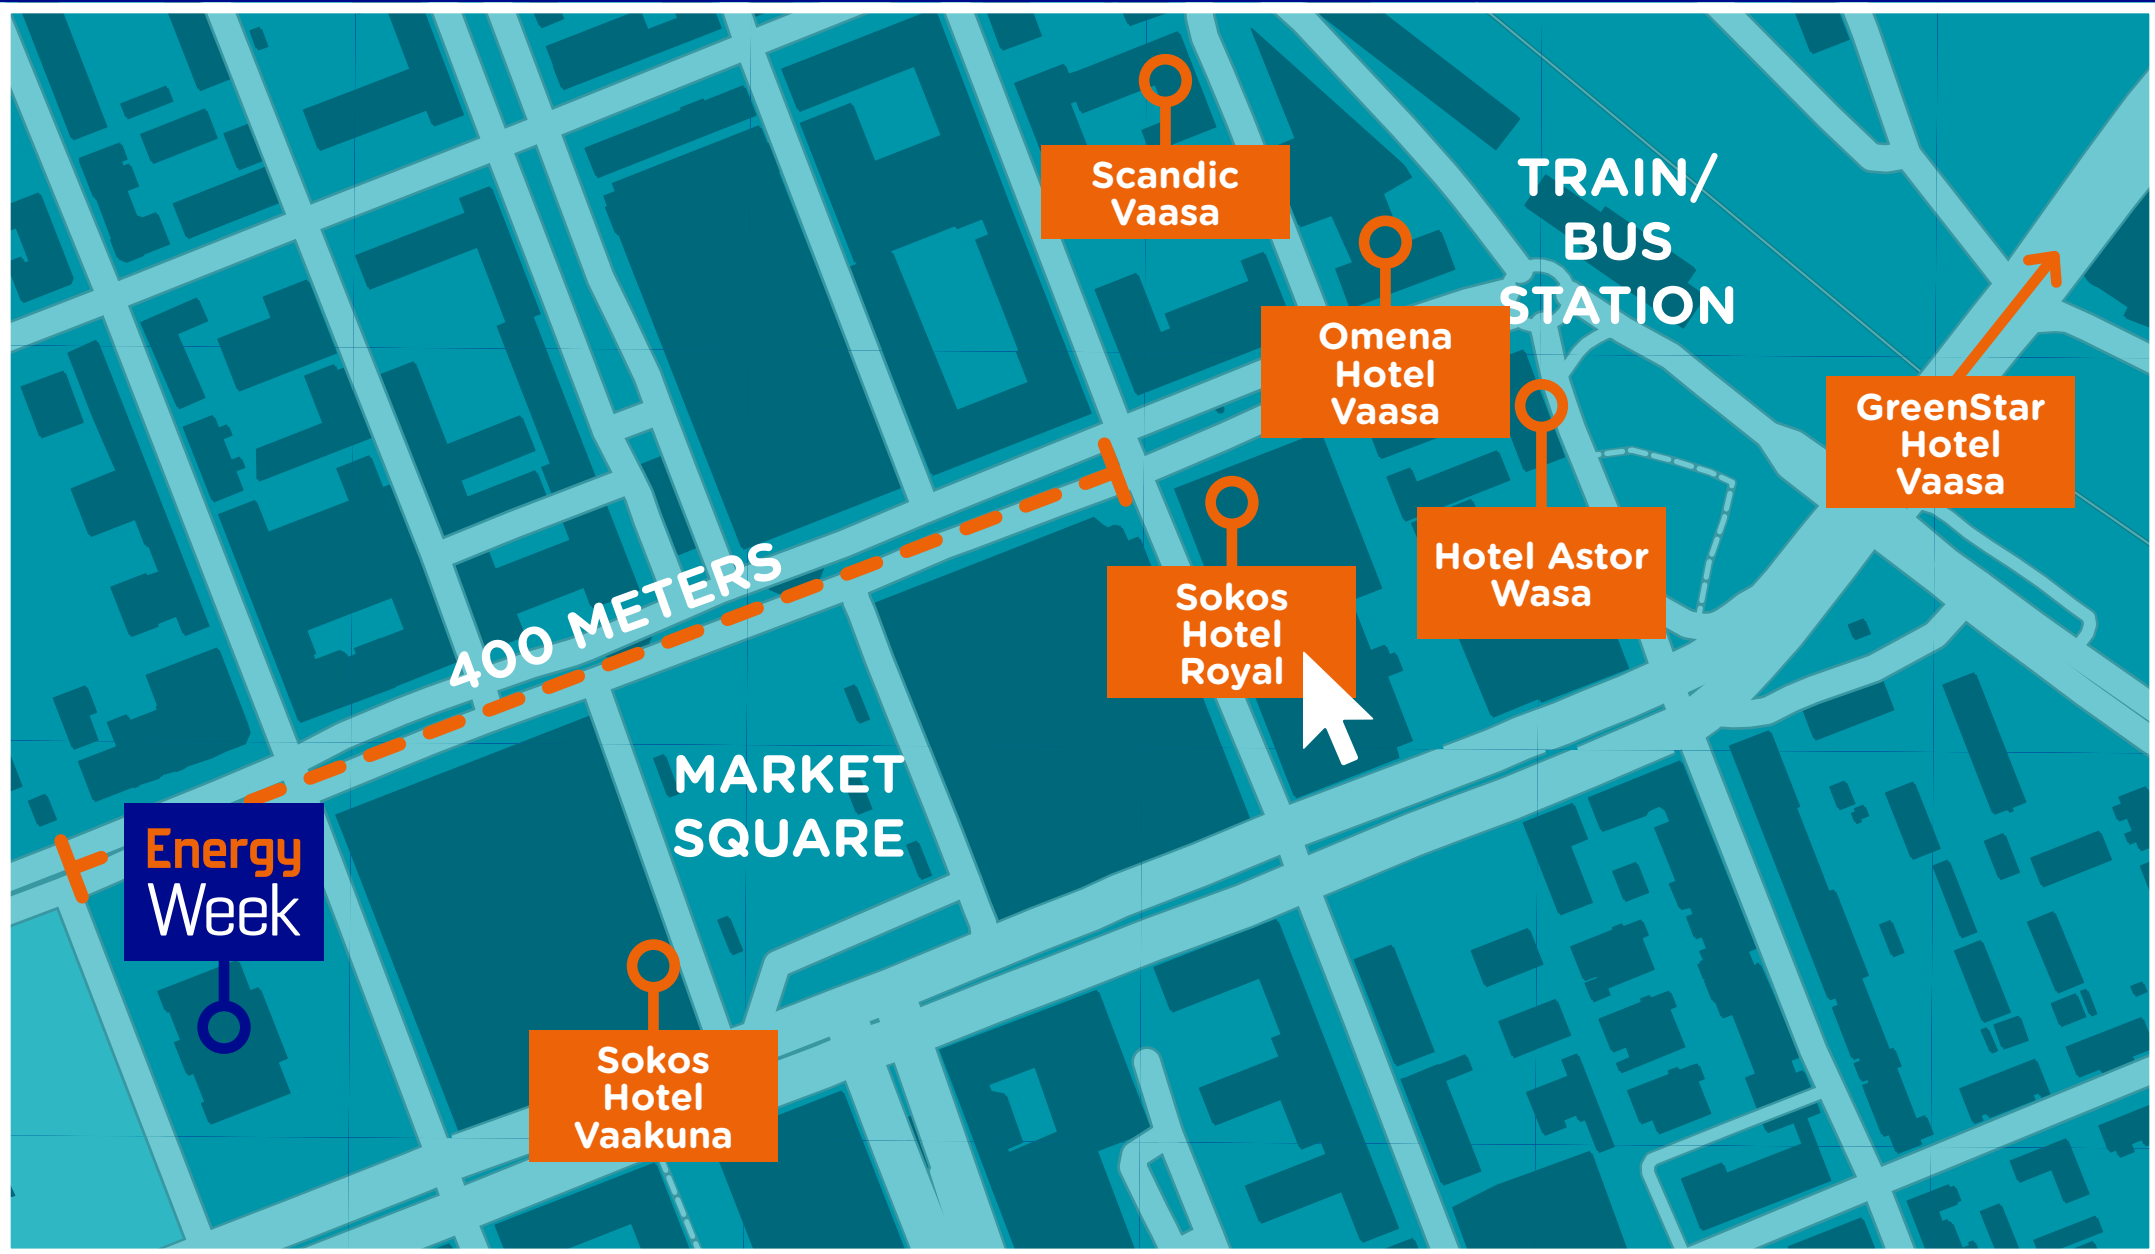 Scandic
Vaasa
TRAIN/
BUS
STATION
Omena
Hotel
Vaasa
GreenStar
Hotel
Vaasa
Hotel Astor
Wasa
Sokos
Hotel
Royal
400 METERS
MARKET
SQUARE
Energy
Week
Sokos
Hotel
Vaakuna